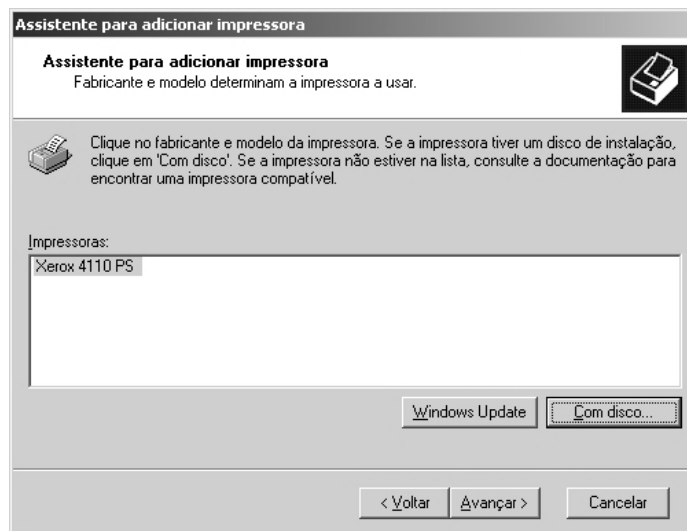 Assistente para adicionar impressora
Assistente para adicionar impressora
Fabricante e modelo determinam a impressora a usar.
Clique no fabricante e modelo da impressora. Se a impressora tiver um disco de instalação,
clique em 'Com disco'. Se a impressora não estiver na lista, consulte a documentação para
encontrar uma impressora compatível.
Impressoras:
Xerox 4110 PS
Windows Update
Com disco...
< Voltar
Avançar >
Cancelar